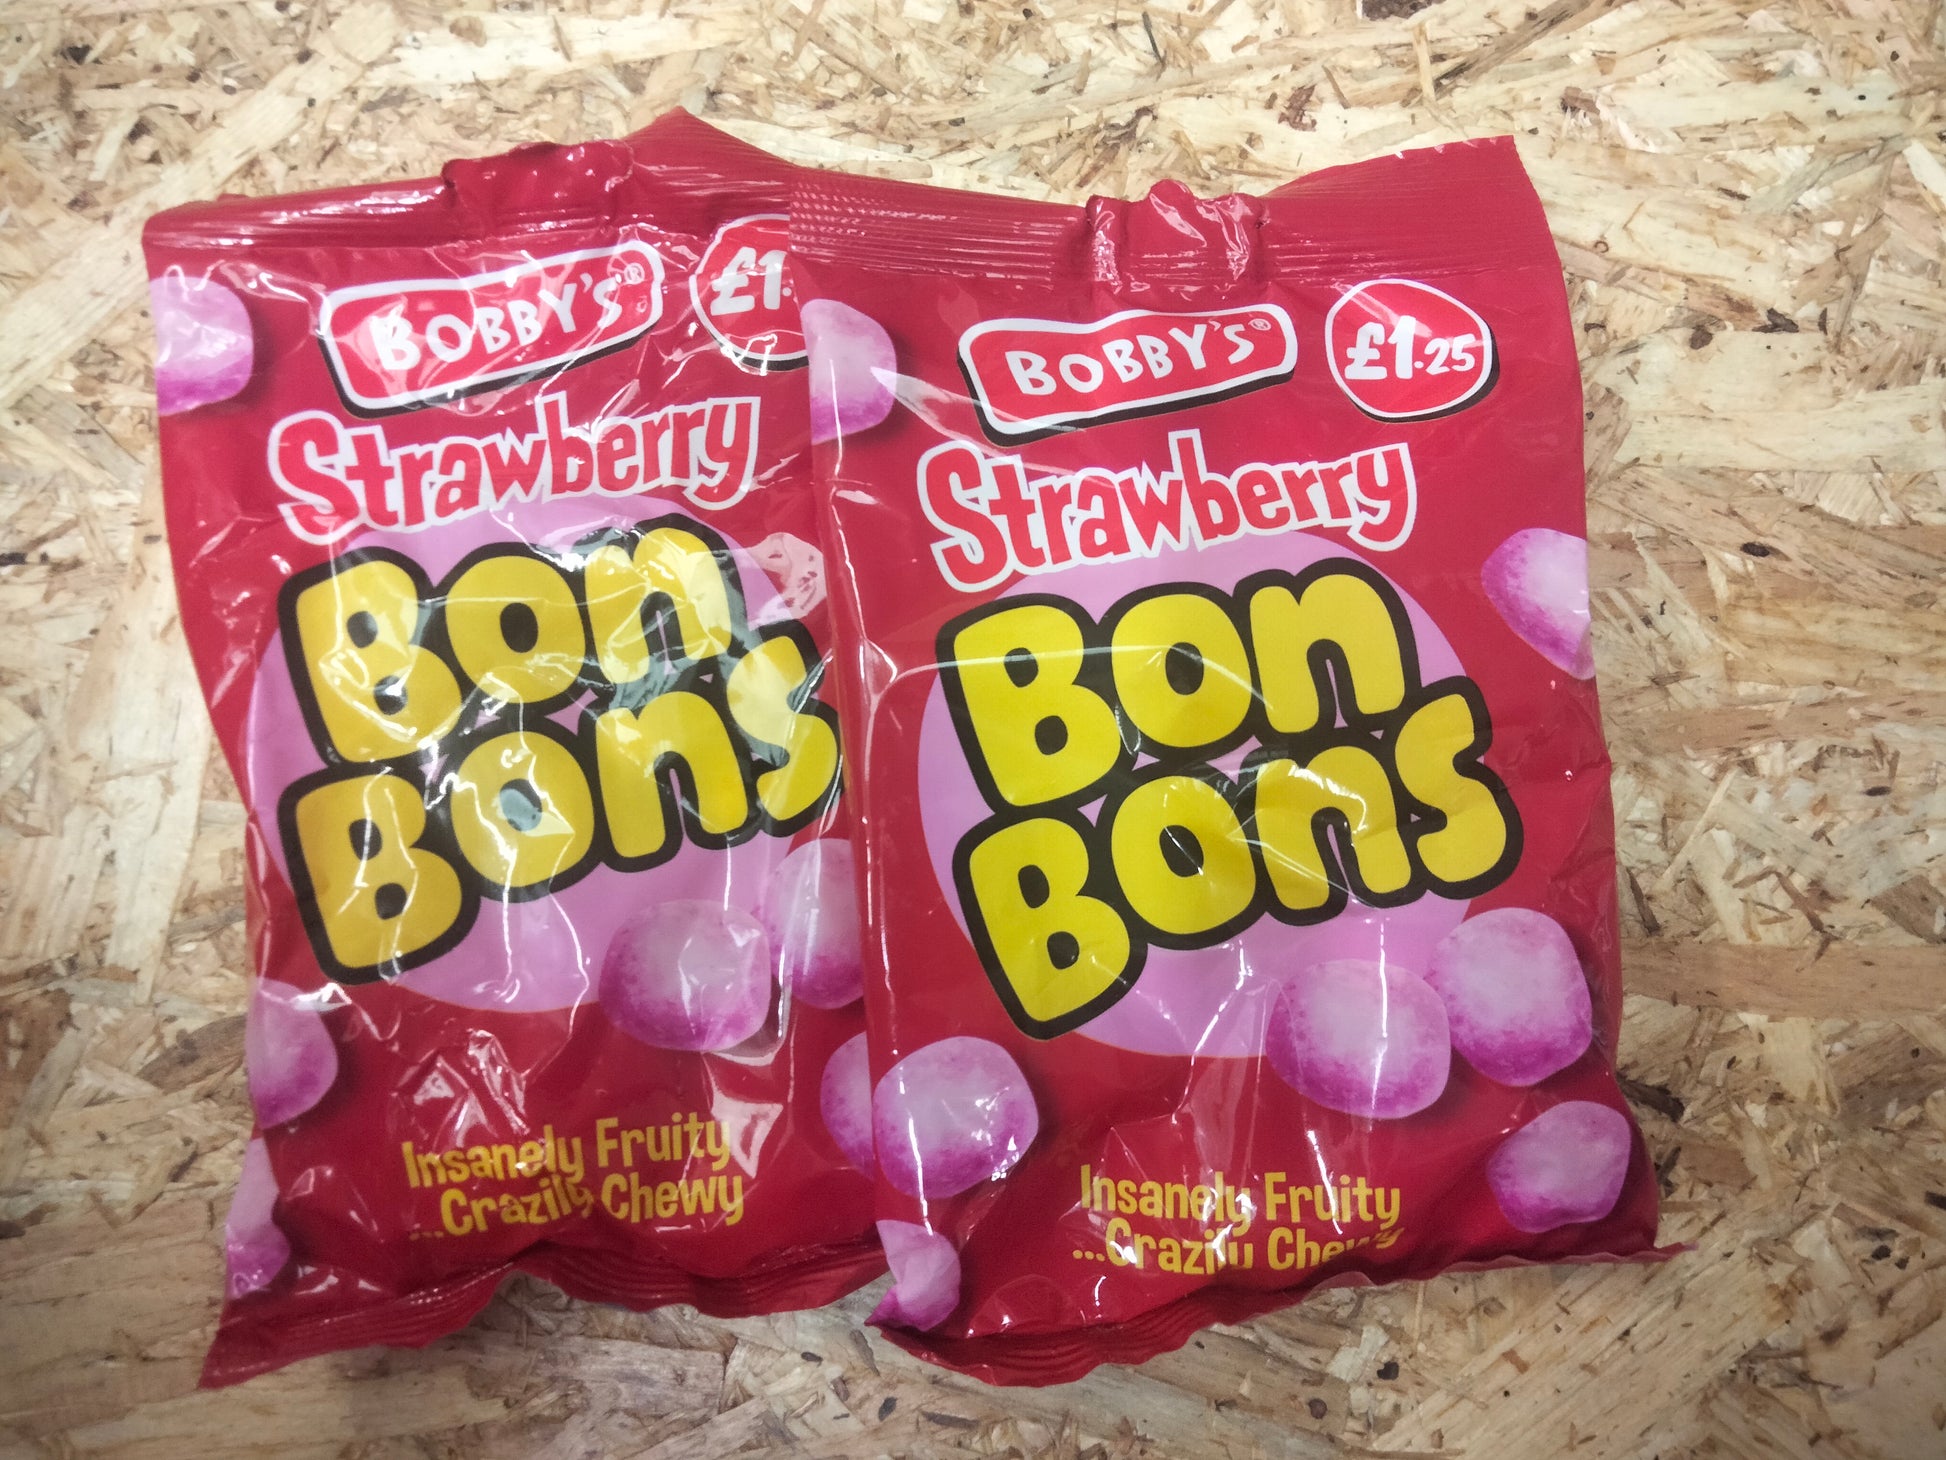 BOBBY'S®
£1.
Strawberry
Bon
Bons
Insanely Fruity
...Crazily Chewy
BOBBY'S®
£1.25
Strawberry
Bon
Bons
Insanely Fruity
...Crazily Chewy